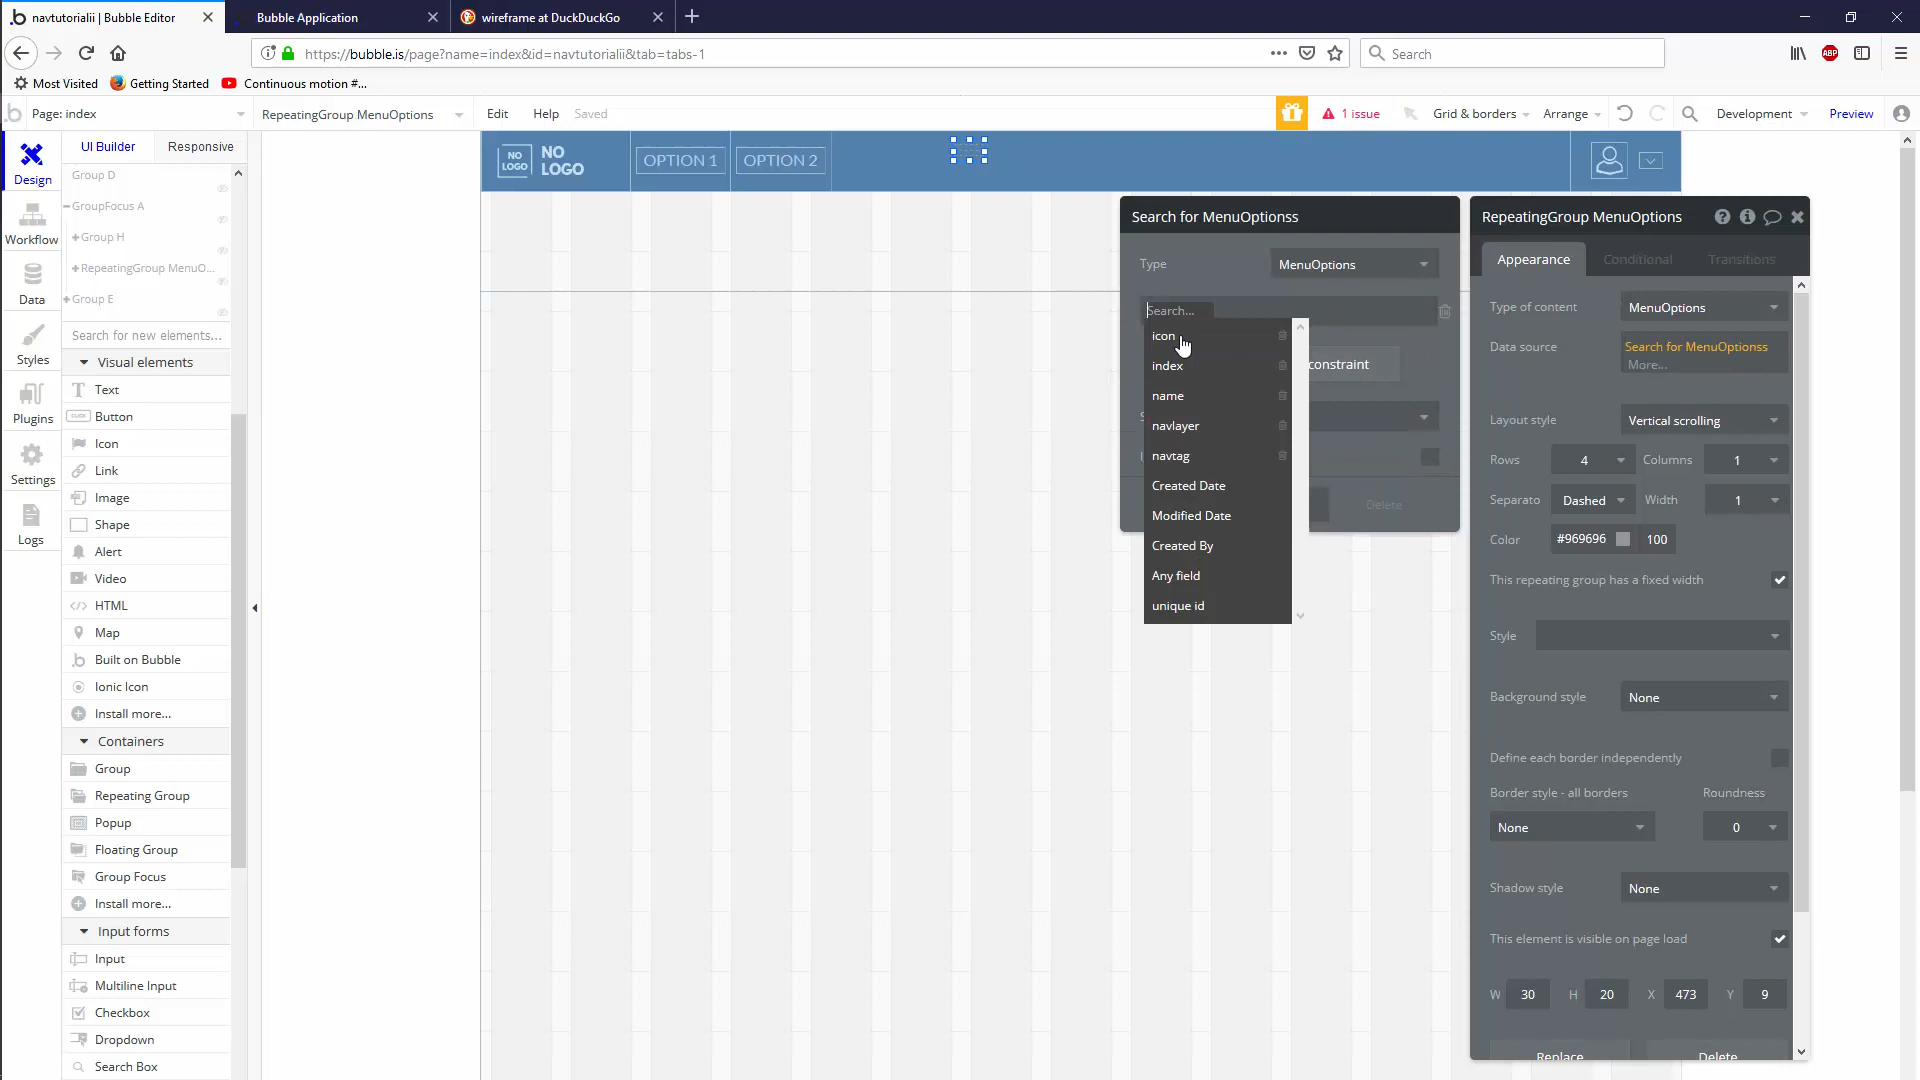 navtutorialii | Bubble Editor
Bubble Application
wireframe at DuckDuckGo
https://bubble.is/page?name=index&id=navtutorialii&tab=tabs-1
Search
Most Visited
Getting Started
Continuous motion #...
Page: index
RepeatingGroup MenuOptions
Edit
Help
Saved
1 issue
Grid & borders
Arrange
Development
Preview
Design
Workflow
Data
Styles
Plugins
Settings
Logs
UI Builder
Responsive
Group D
GroupFocus A
Group H
RepeatingGroup MenuO...
Group E
Search for new elements...
Visual elements
Text
Button
Icon
Link
Image
Shape
Alert
Video
HTML
Map
Built on Bubble
Ionic Icon
Install more...
Containers
Group
Repeating Group
Popup
Floating Group
Group Focus
Install more...
Input forms
Input
Multiline Input
Checkbox
Dropdown
Search Box
NO LOGO
NO LOGO
OPTION 1
OPTION 2
Search for MenuOptionss
Type
MenuOptions
Search...
icon
index
name
navlayer
navtag
Created Date
Modified Date
Created By
Any field
unique id
constraint
Delete
RepeatingGroup MenuOptions
Appearance
Conditional
Transitions
Type of content
MenuOptions
Data source
Search for MenuOptionss
More...
Layout style
Vertical scrolling
Rows
4
Columns
1
Separato
Dashed
Width
1
Color
#969696
100
This repeating group has a fixed width
Style
Background style
None
Define each border independently
Border style - all borders
Roundness
None
0
Shadow style
None
This element is visible on page load
W
30
H
20
X
473
Y
9
Replace
Delete